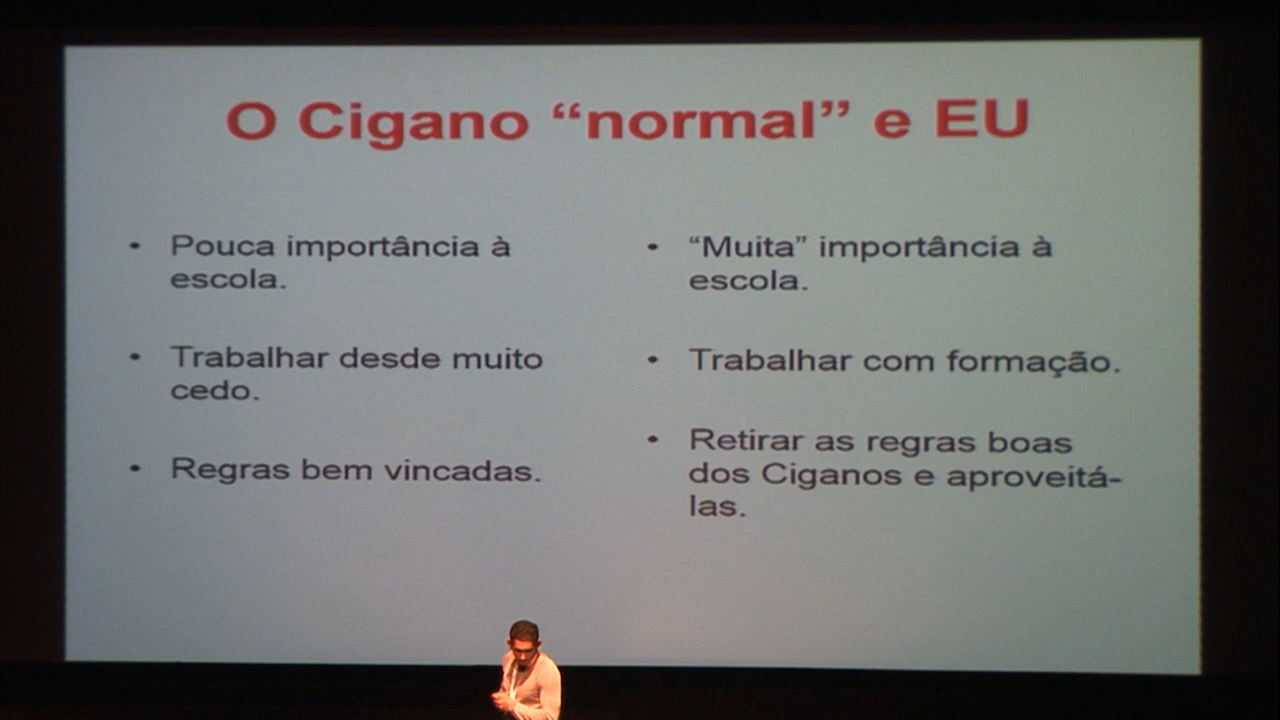 O Cigano “normal” e EU
• Pouca importância à
escola.
• Trabalhar desde muito
cedo.
• Regras bem vincadas.
• “Muita” importância à
escola.
• Trabalhar com formação.
• Retirar as regras boas
dos Ciganos e aproveitá-
las.